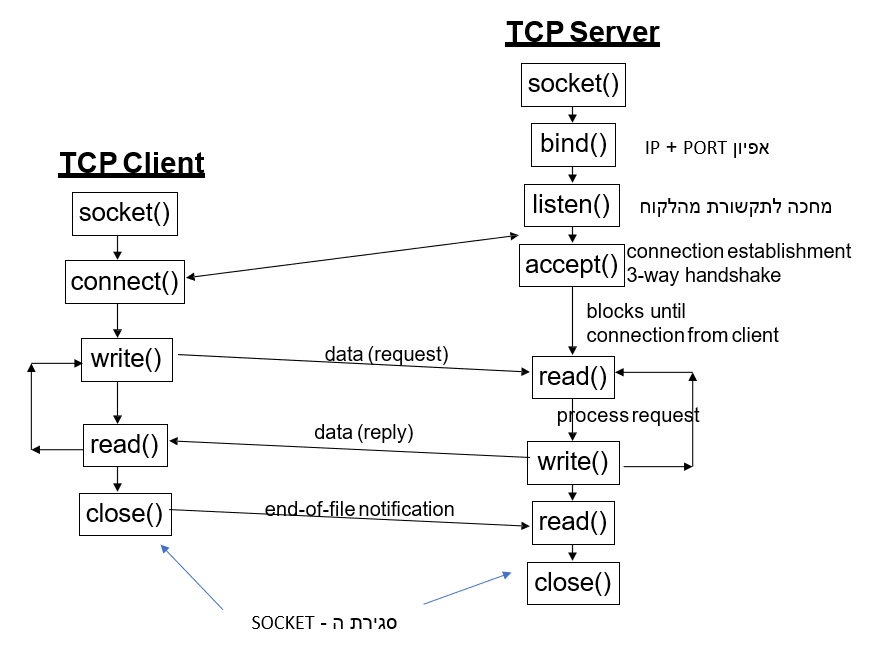 TCP Server
socket()
bind()
אפיון IP + PORT
listen()
מחכה לתקשורת מהלקוח
accept()
connection establishment
3-way handshake
blocks until
connection from client
read()
process request
write()
read()
close()
TCP Client
socket()
connect()
write()
data (request)
read()
data (reply)
close()
end-of-file notification
סגירת ה - SOCKET